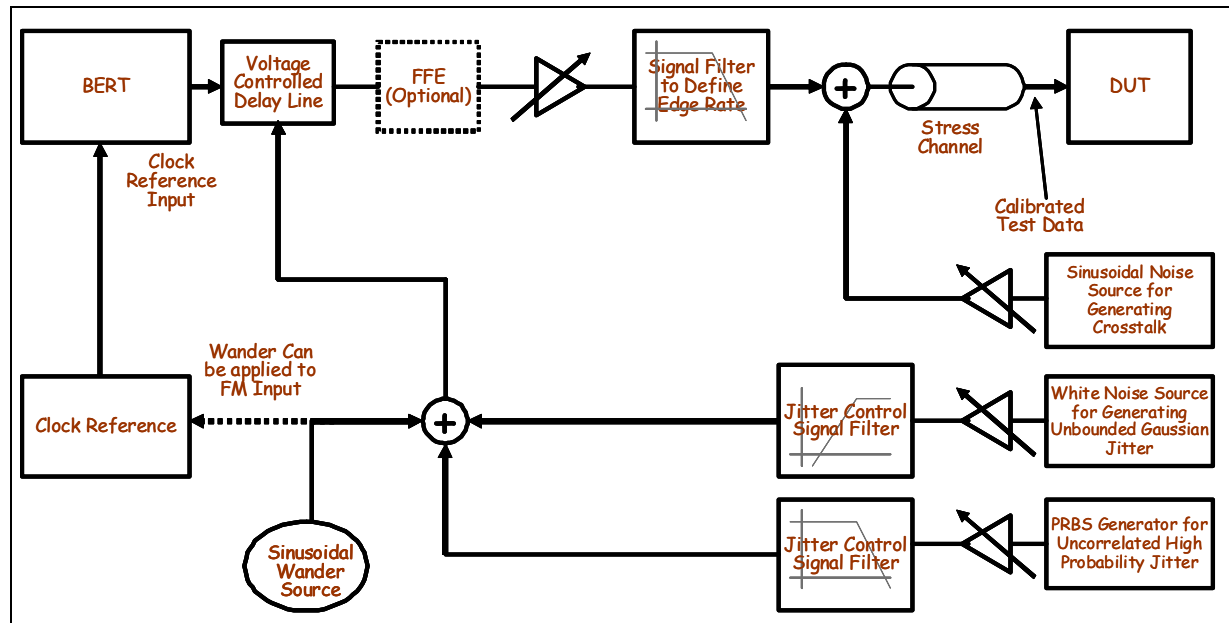 BERT
Voltage
Controlled
Delay Line
FFE
(Optional)
Signal Filter
to Define
Edge Rate
+
Stress
Channel
DUT
Clock
Reference
Input
Calibrated
Test Data
Sinusoidal Noise
Source for
Generating
Crosstalk
Wander Can
be applied to
FM Input
Clock Reference
+
Jitter Control
Signal Filter
White Noise Source
for Generating
Unbounded Gaussian
Jitter
Sinusoidal
Wander
Source
Jitter Control
Signal Filter
PRBS Generator for
Uncorrelated High
Probability Jitter